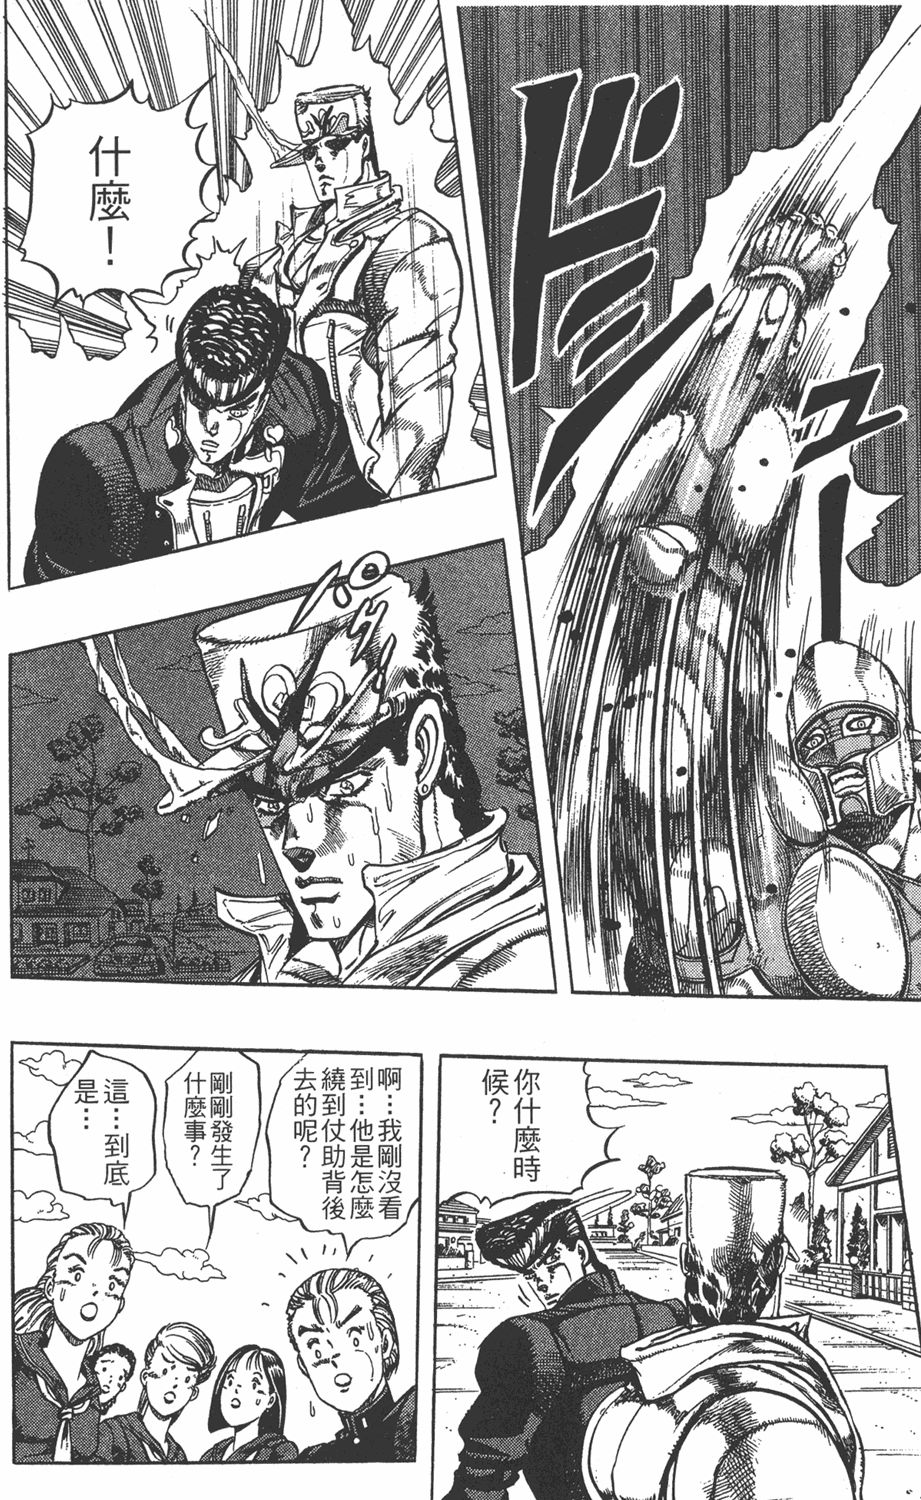 ドジュー
什麼！
ドドド
你什麼時
候？
啊…我剛沒看
到…他是怎麼
繞到仗助背後
去的呢？
剛剛發生了
什麼事？
這…到底
是…